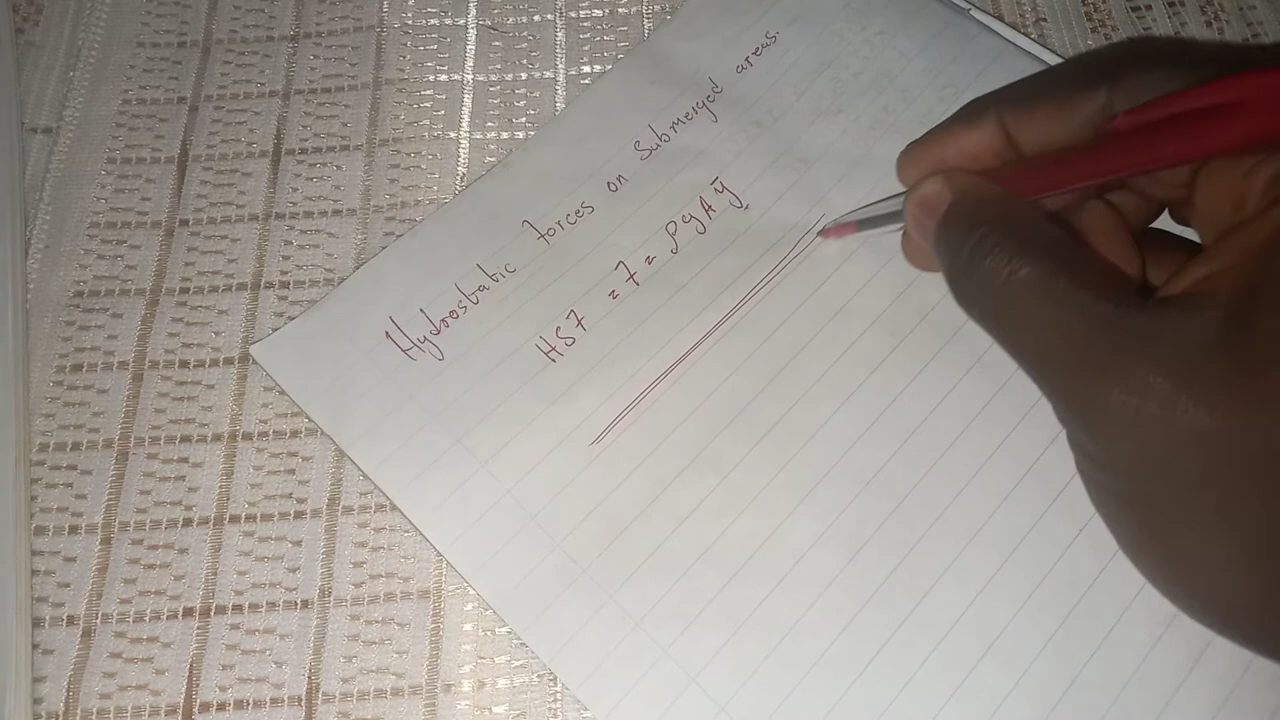 Hydrostatic forces on Submerged areas.
HSF = F = ρgAȳ